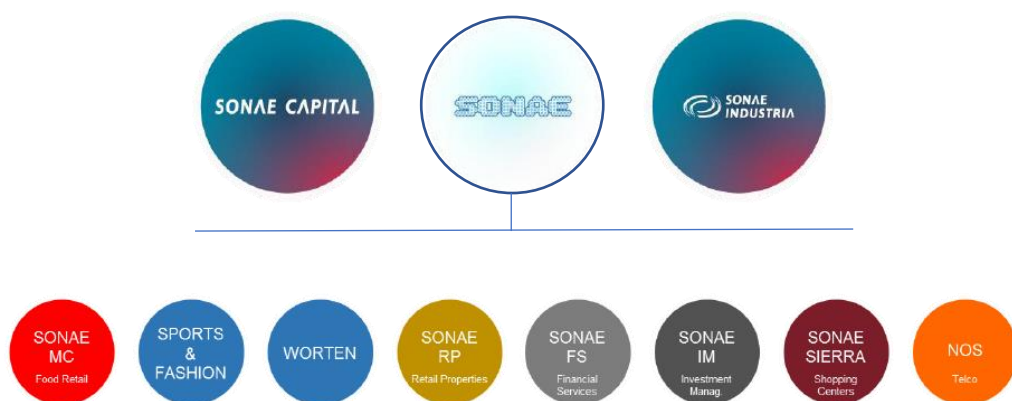 SONAE CAPITAL
SONAE
SONAE
INDUSTRIA
SONAE
MC
Food Retail
SPORTS
&
FASHION
WORTEN
SONAE
RP
Retail Properties
SONAE
FS
Financial
Services
SONAE
IM
Investment
Manag.
SONAE
SIERRA
Shopping
Centers
NOS
Telco